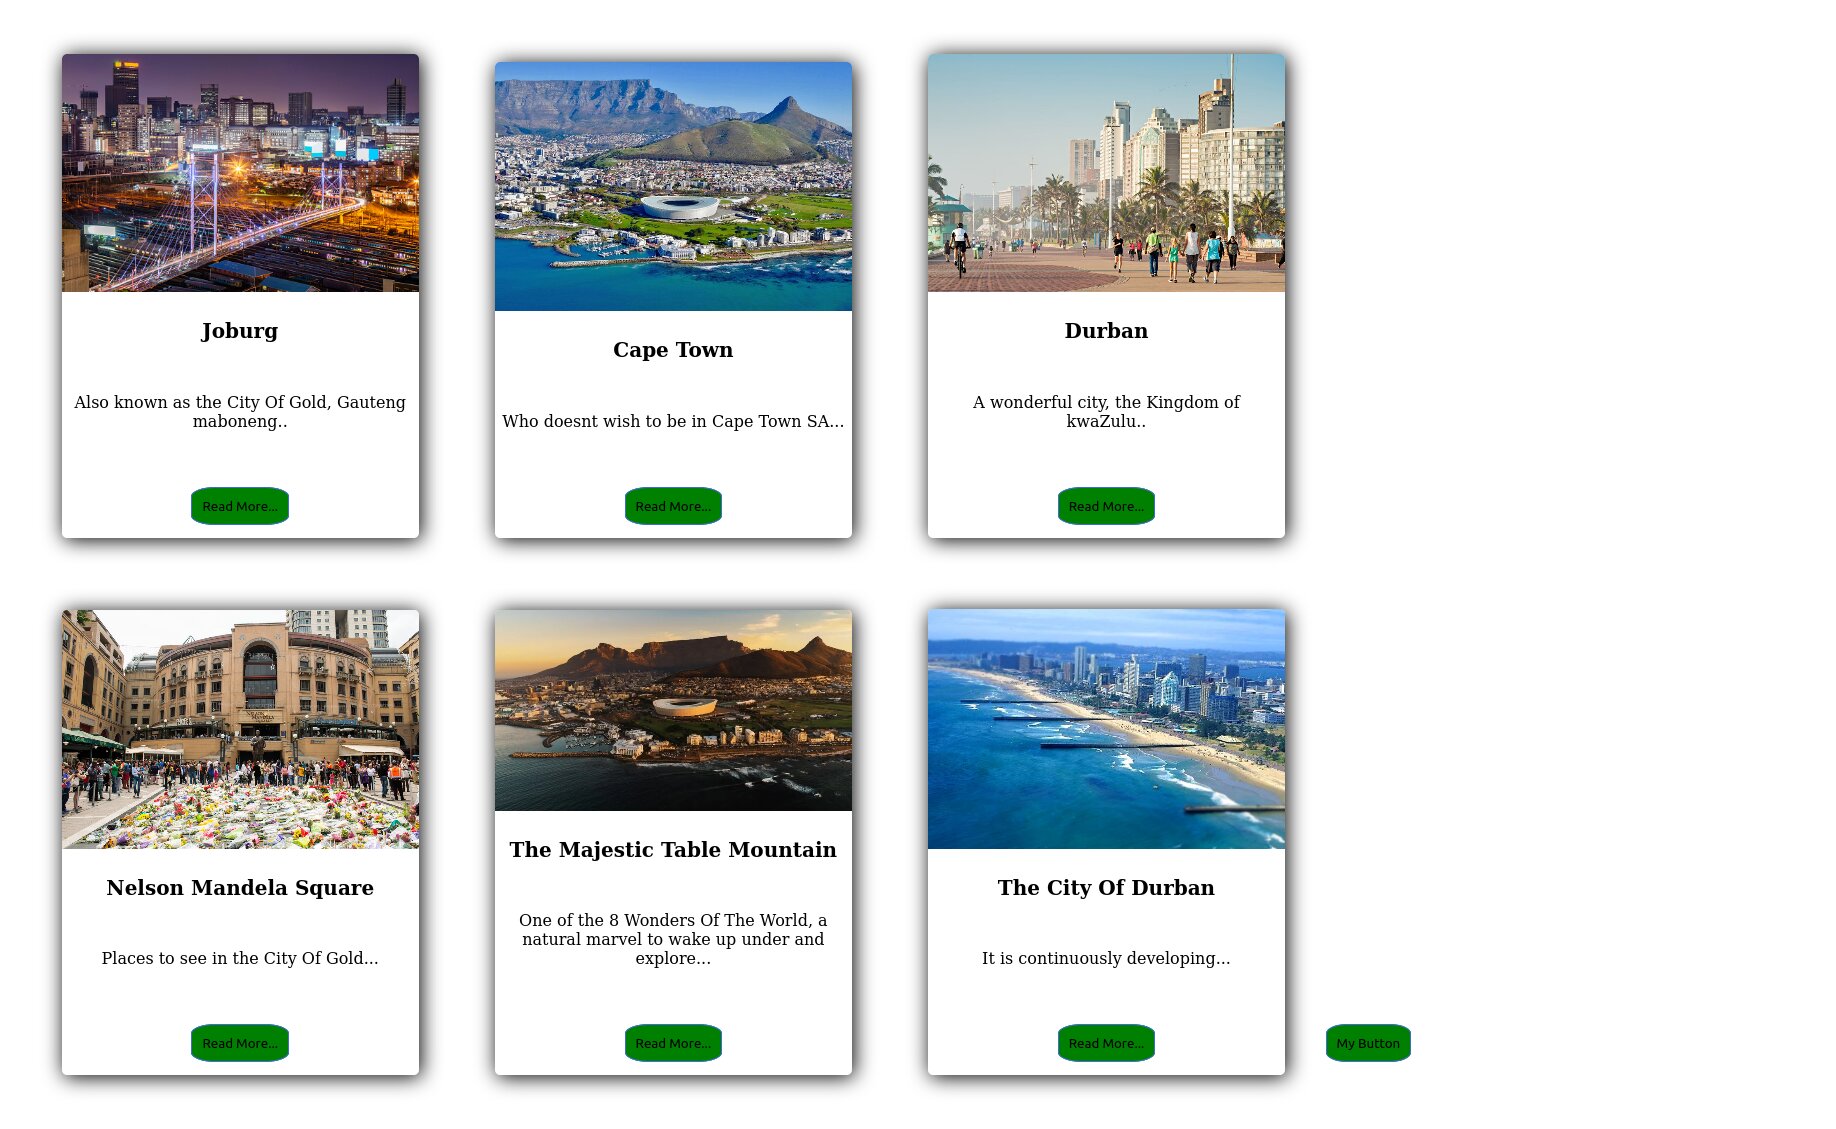 Joburg
Also known as the City Of Gold, Gauteng
maboneng..
Read More...
Cape Town
Who doesnt wish to be in Cape Town SA...
Read More...
Durban
A wonderful city, the Kingdom of
kwaZulu..
Read More...
MANDELA
Nelson Mandela Square
Places to see in the City Of Gold...
Read More...
The Majestic Table Mountain
One of the 8 Wonders Of The World, a
natural marvel to wake up under and
explore...
Read More...
The City Of Durban
It is continuously developing...
Read More...
My Button